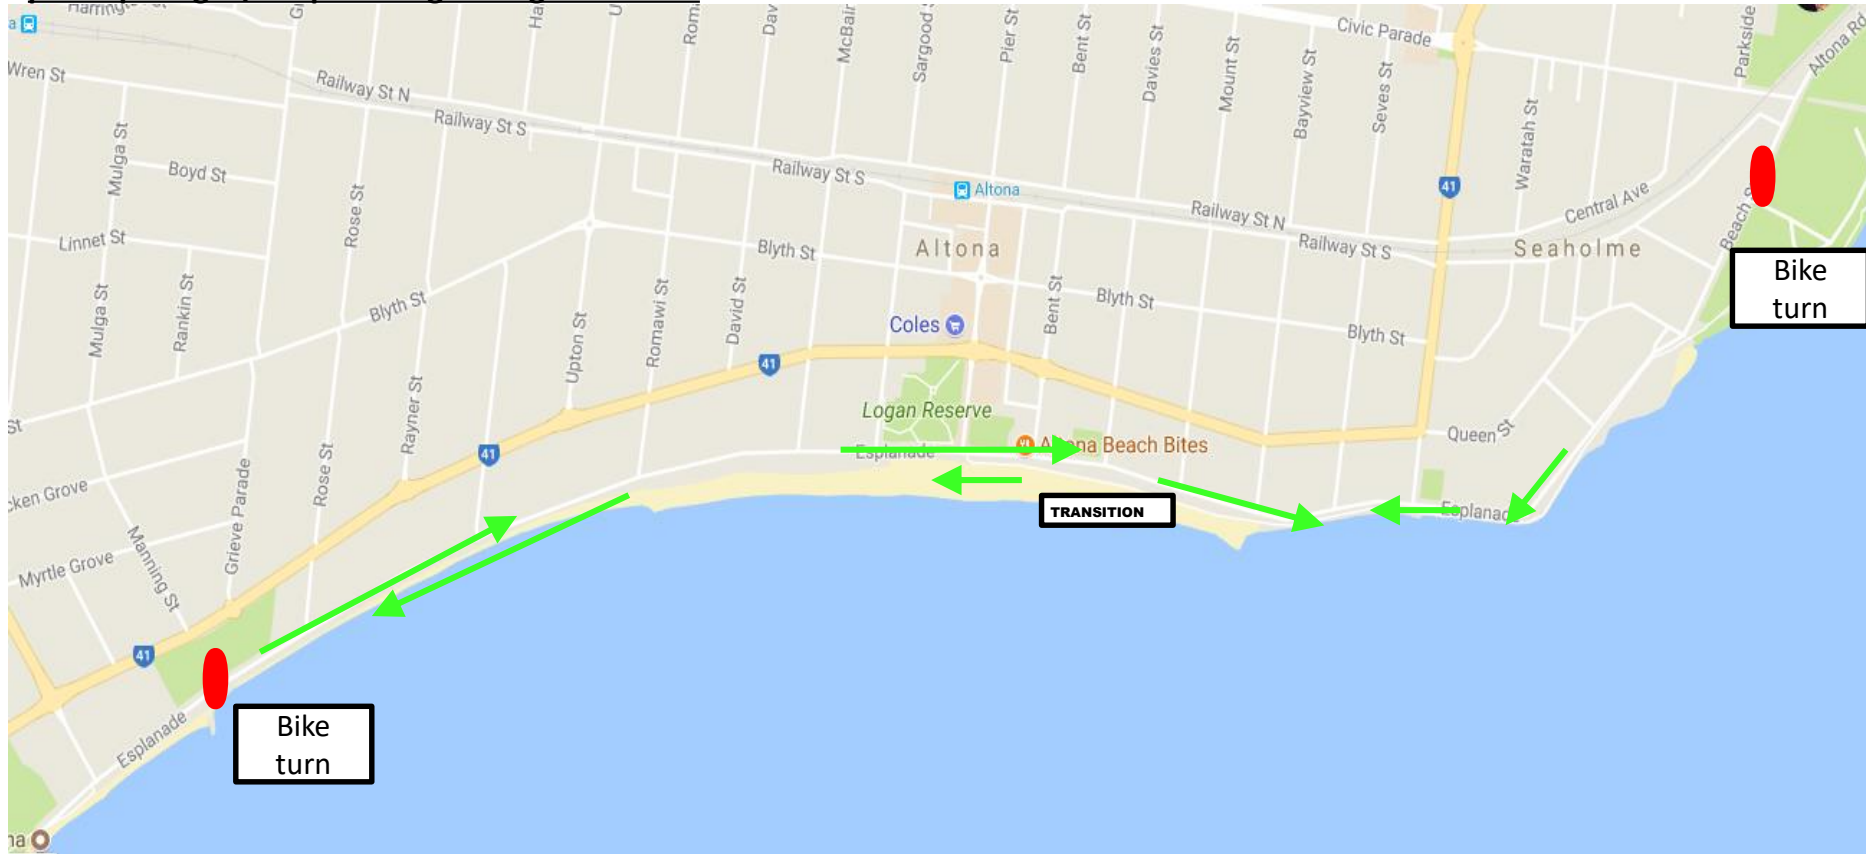 Civic Parade
Parkside
Altona Rd
McBain
Pier St
Bent St
Davies St
Mount St
Bayview St
Seves St
Wren St
Railway St N
Railway St S
Mulga St
Boyd St
Rose St
Railway St S
Altona
Railway St N
Railway St S
41
Waratah St
Central Ave
Linnet St
Blyth St
Altona
Seaholme
Bike
turn
Mulga St
Rankin St
Blyth St
Upton St
Romawi St
David St
Coles
Bent St
Blyth St
Blyth St
41
Rayner St
Logan Reserve
Queen St
41
Esplanade
Altona Beach Bites
Rose St
Grieve Parade
TRANSITION
Esplanade
Manning St
Myrtle Grove
41
Esplanade
Bike
turn